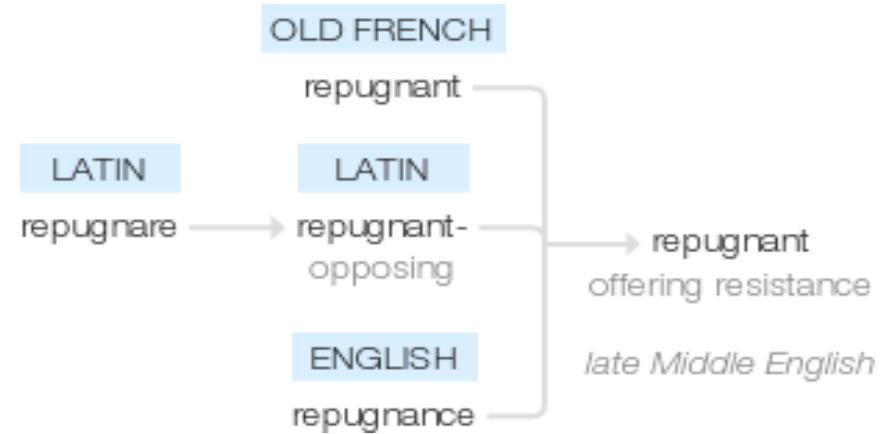 OLD FRENCH
repugnant
LATIN
repugnare
LATIN
repugnant-
opposing
ENGLISH
repugnance
repugnant
offering resistance
late Middle English